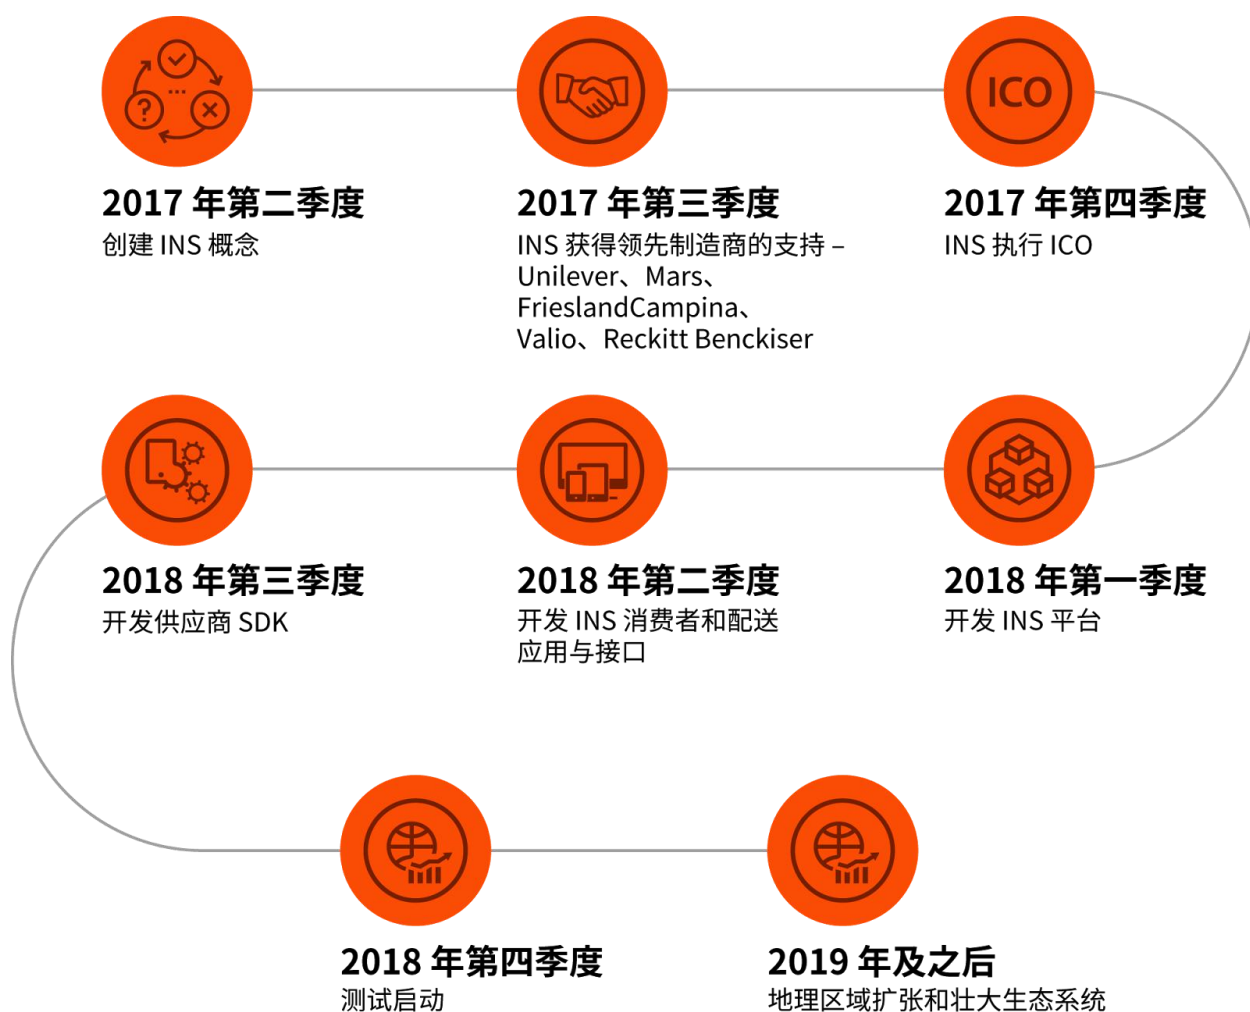 ICO
2017 年第二季度
创建 INS 概念
2017 年第三季度
INS 获得领先制造商的支持 –
Unilever、Mars、
FrieslandCampina、
Valio、Reckitt Benckiser
2017 年第四季度
INS 执行 ICO
2018 年第三季度
开发供应商 SDK
2018 年第二季度
开发 INS 消费者和配送
应用与接口
2018 年第一季度
开发 INS 平台
2018 年第四季度
测试启动
2019 年及之后
地理区域扩张和壮大生态系统